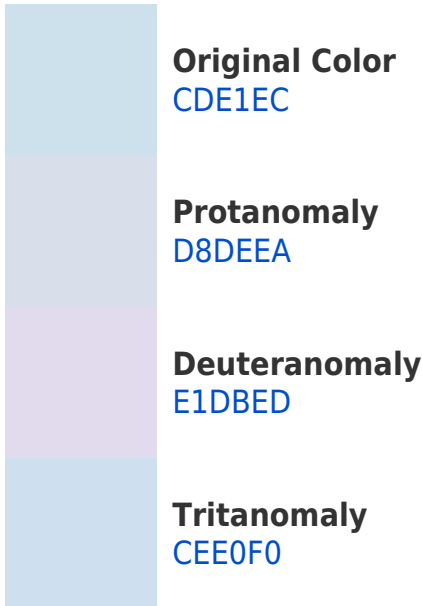 Original Color
CDE1EC
Protanomaly
D8DEEA
Deuteranomaly
E1DBED
Tritanomaly
CEE0F0